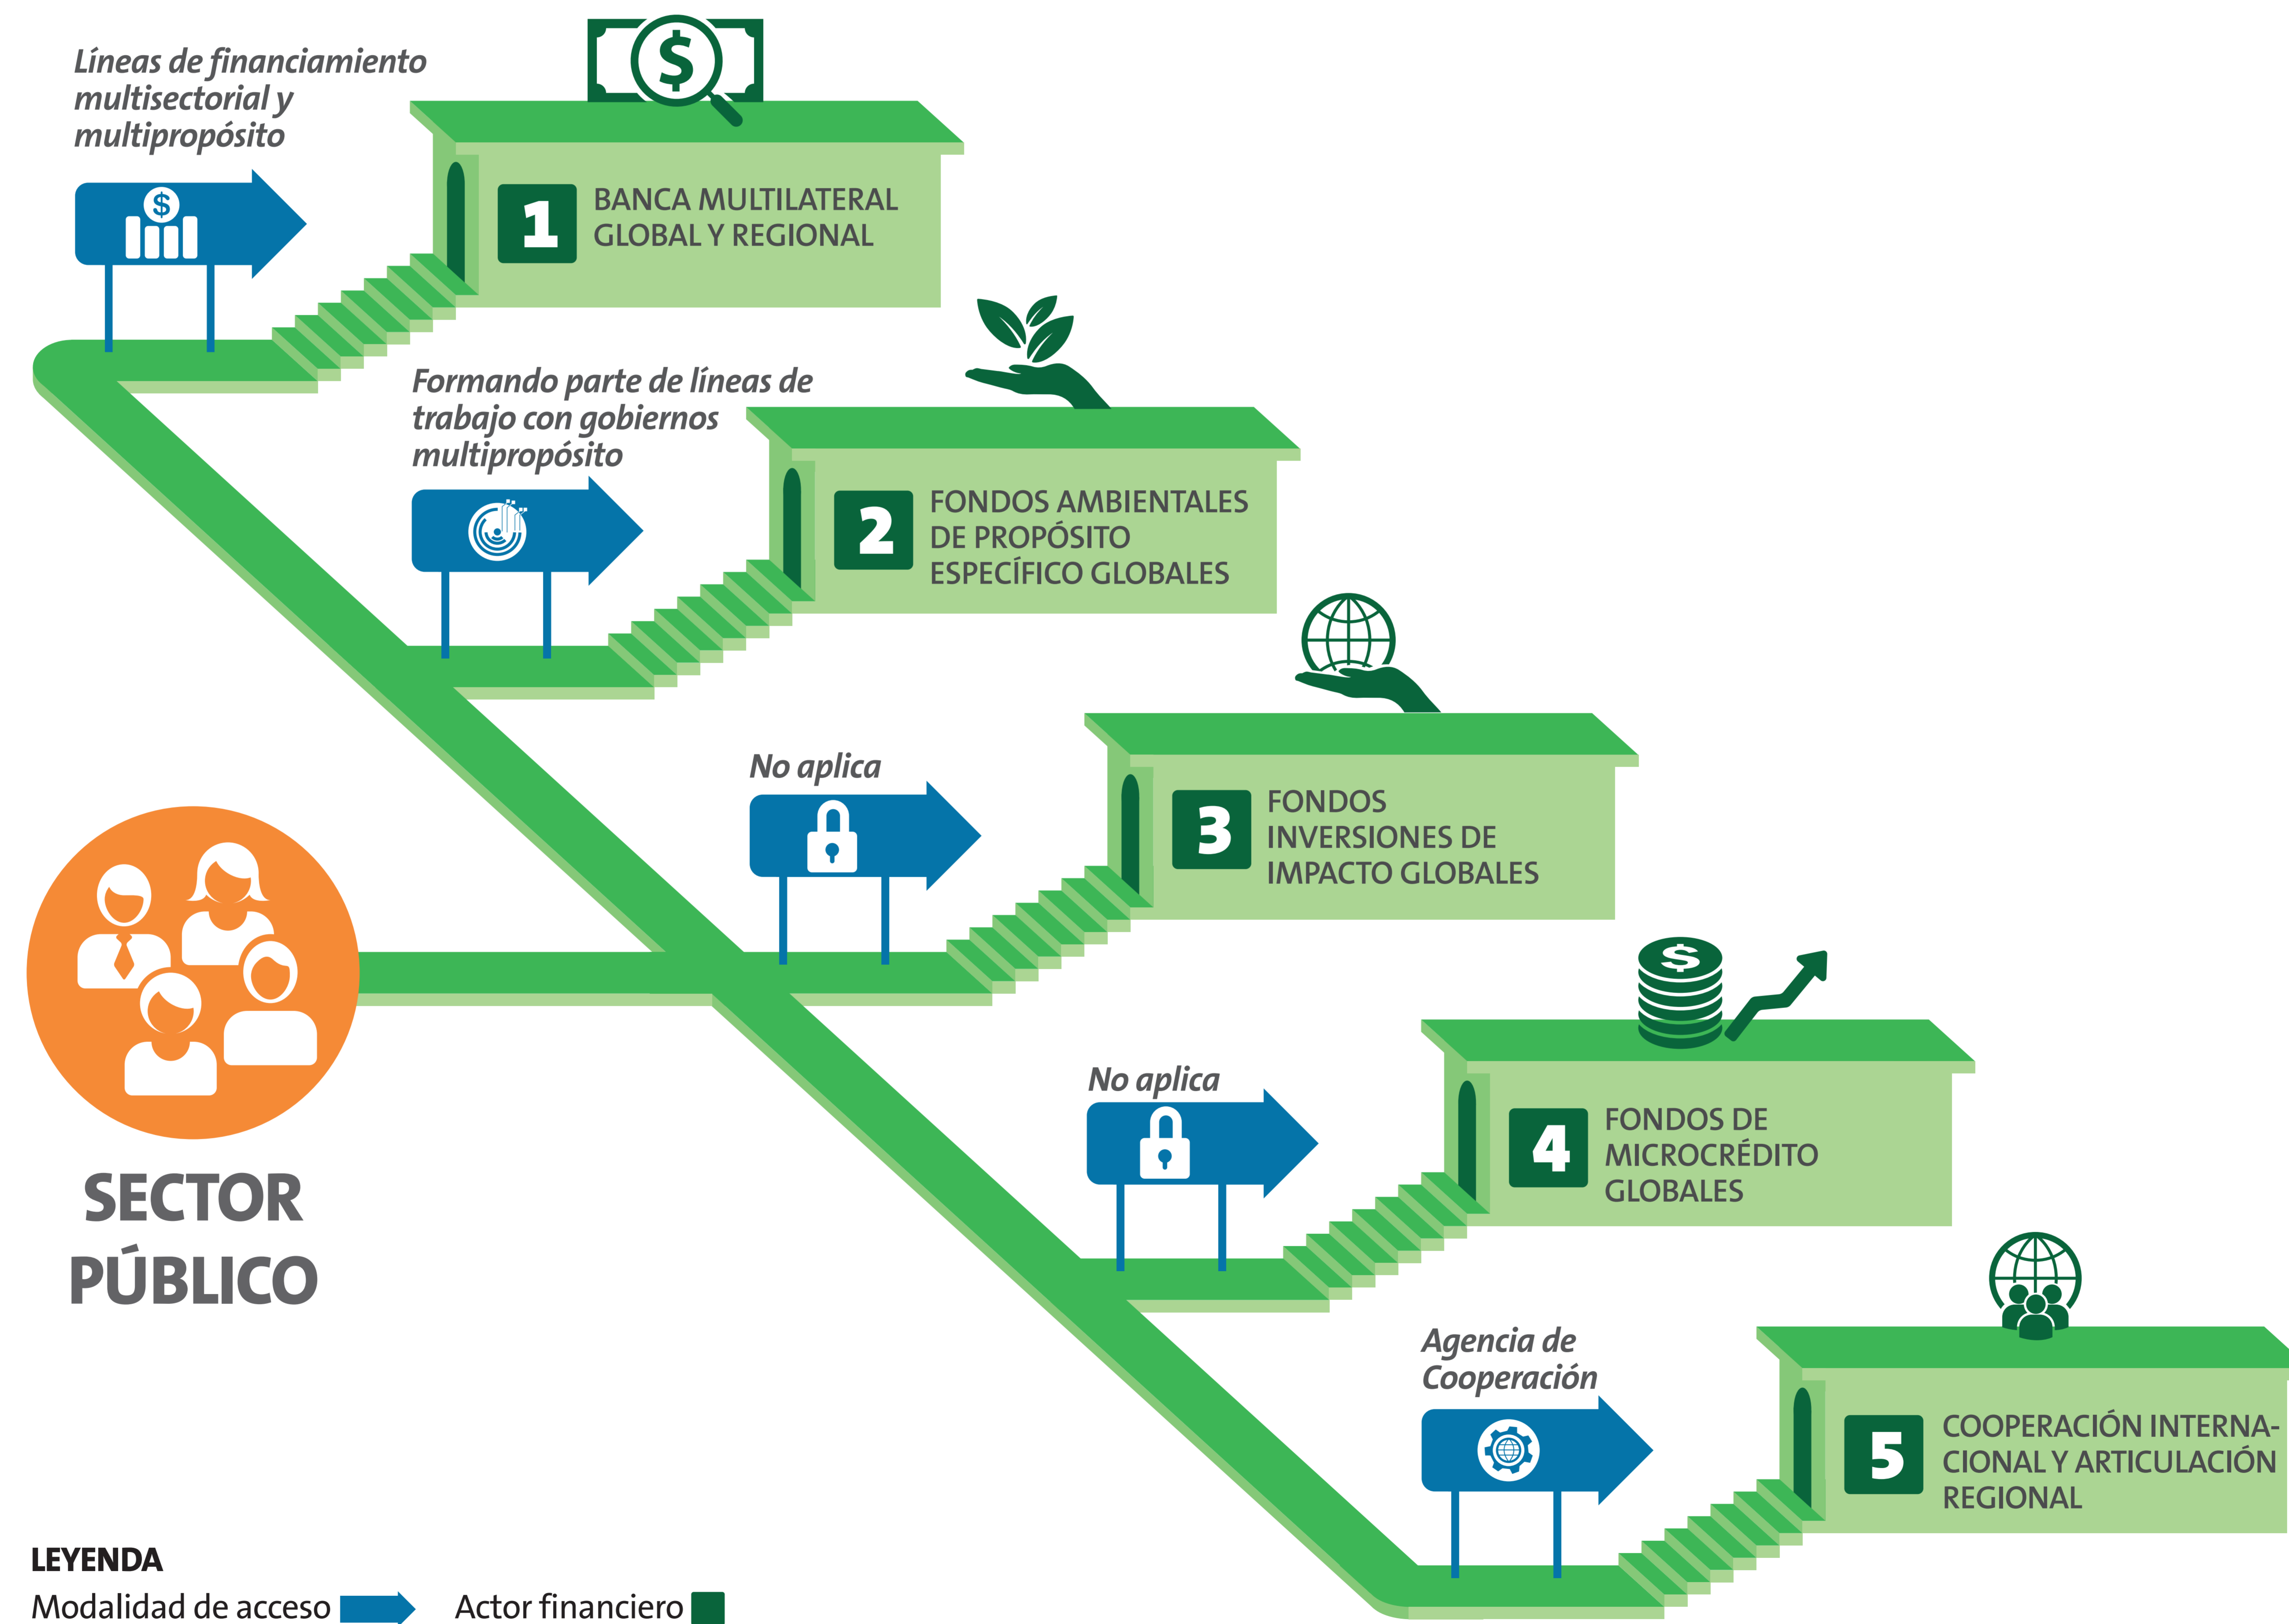 Líneas de financiamiento
multisectorial y
multipropósito
$
$
1
BANCA MULTILATERAL
GLOBAL Y REGIONAL
Formando parte de líneas de
trabajo con gobiernos
multipropósito
2
FONDOS AMBIENTALES
DE PROPÓSITO
ESPECÍFICO GLOBALES
No aplica
3
FONDOS
INVERSIONES DE
IMPACTO GLOBALES
SECTOR
PÚBLICO
$
No aplica
4
FONDOS DE
MICROCRÉDITO
GLOBALES
Agencia de
Cooperación
5
COOPERACIÓN INTERNA-
CIONAL Y ARTICULACIÓN
REGIONAL
LEYENDA
Modalidad de acceso
Actor financiero